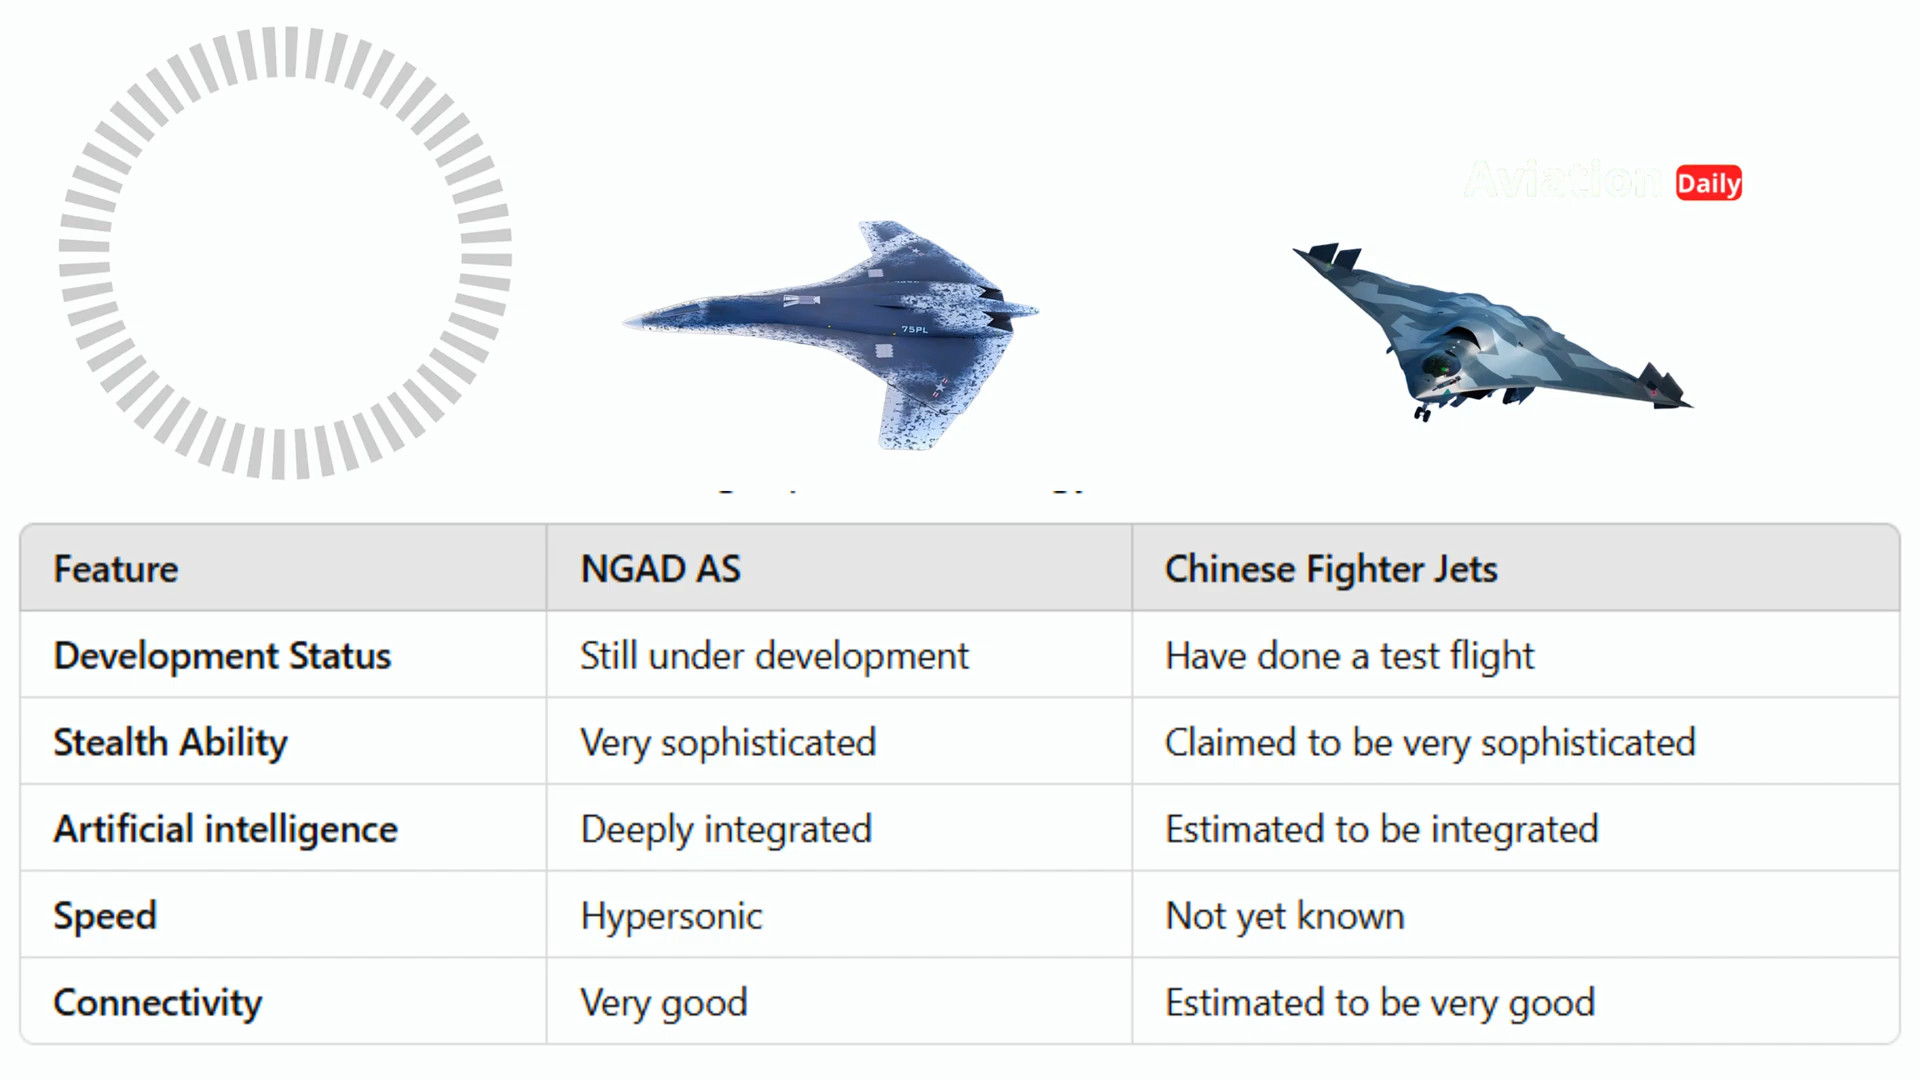 Aviation Daily
75PL
Feature NGAD AS Chinese Fighter Jets
Development Status Still under development Have done a test flight
Stealth Ability Very sophisticated Claimed to be very sophisticated
Artificial intelligence Deeply integrated Estimated to be integrated
Speed Hypersonic Not yet known
Connectivity Very good Estimated to be very good